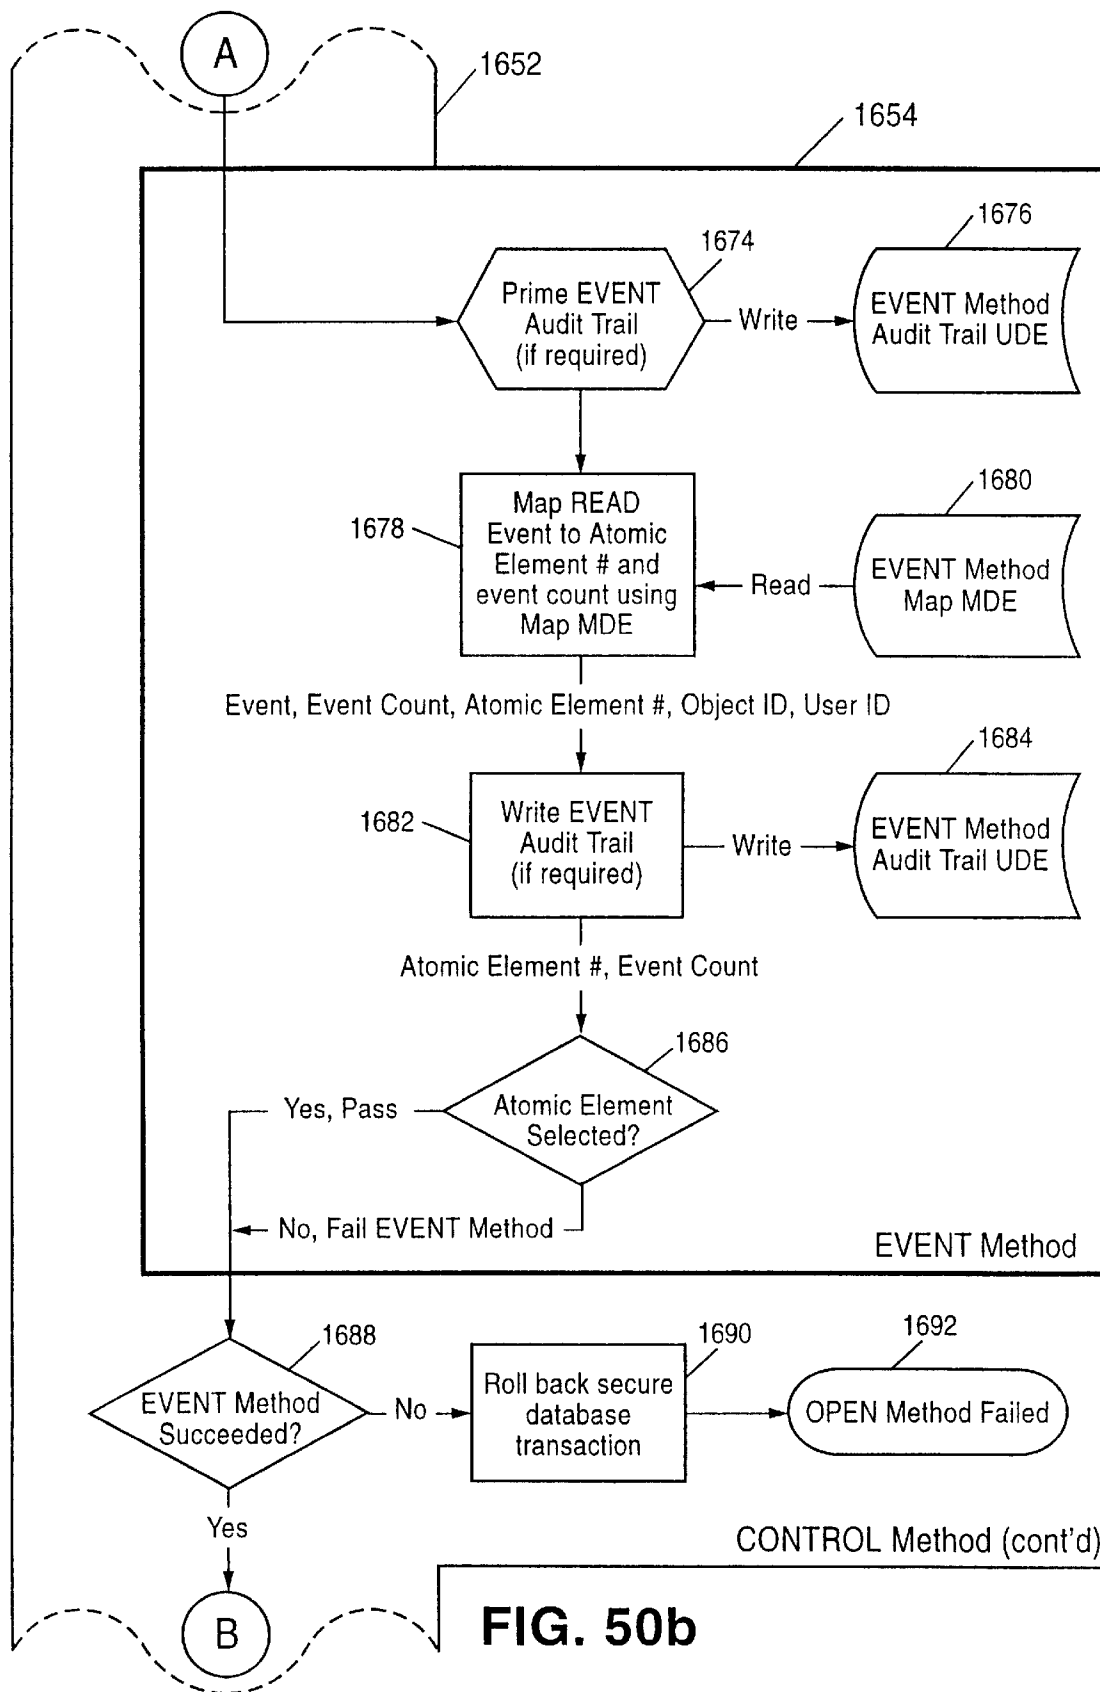 A
1652
1654
1674
1676
Prime EVENT
Audit Trail
(if required)
Write
EVENT Method
Audit Trail UDE
1678
Map READ
Event to Atomic
Element # and
event count using
Map MDE
Read
1680
EVENT Method
Map MDE
Event, Event Count, Atomic Element #, Object ID, User ID
1682
Write EVENT
Audit Trail
(if required)
Write
1684
EVENT Method
Audit Trail UDE
Atomic Element #, Event Count
1686
Atomic Element
Selected?
Yes, Pass
No, Fail EVENT Method
EVENT Method
1688
EVENT Method
Succeeded?
No
1690
Roll back secure
database
transaction
1692
OPEN Method Failed
Yes
CONTROL Method (cont'd)
B
FIG. 50b